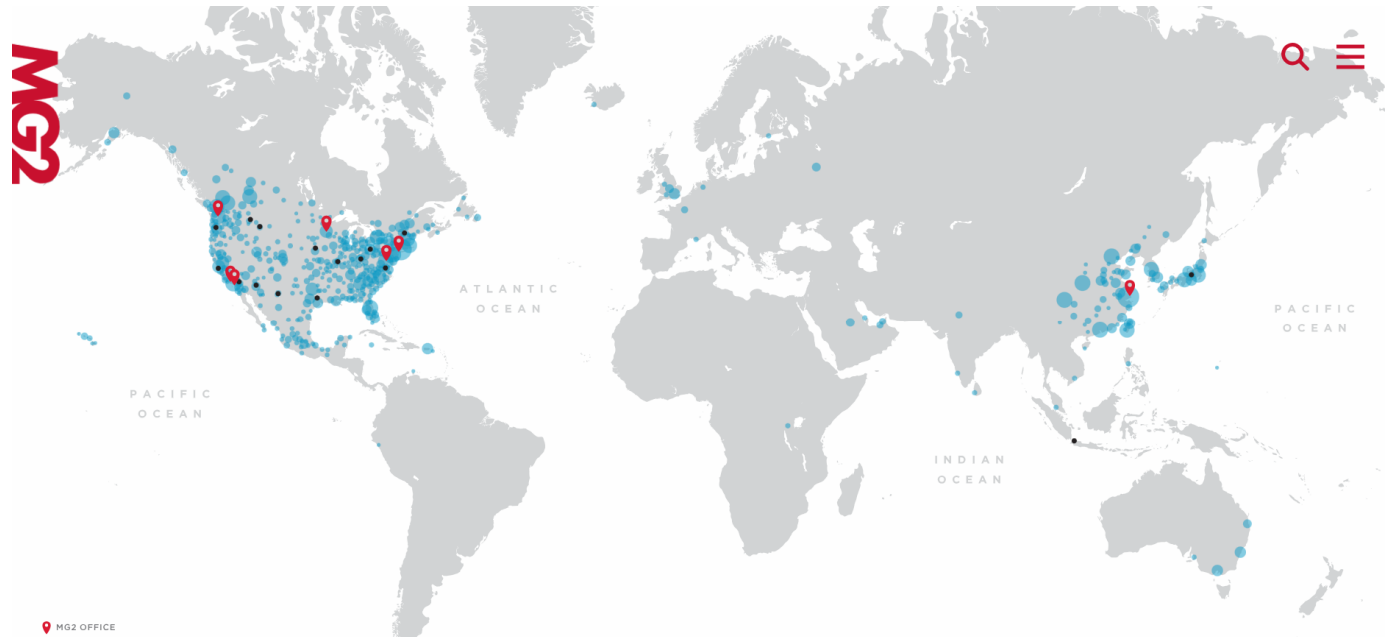 MG2
ATLANTIC
OCEAN
PACIFIC
OCEAN
PACIFIC
OCEAN
INDIAN
OCEAN
MG2 OFFICE